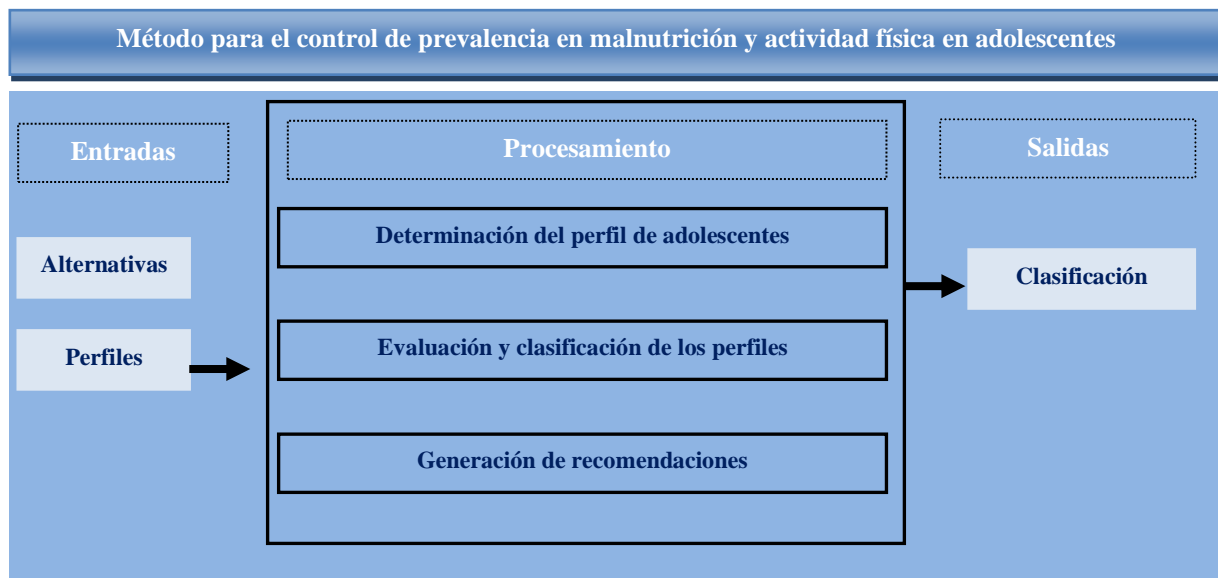 Método para el control de prevalencia en malnutrición y actividad física en adolescentes
Entradas
Procesamiento
Salidas
Alternativas
Perfiles
Determinación del perfil de adolescentes
Evaluación y clasificación de los perfiles
Generación de recomendaciones
Clasificación